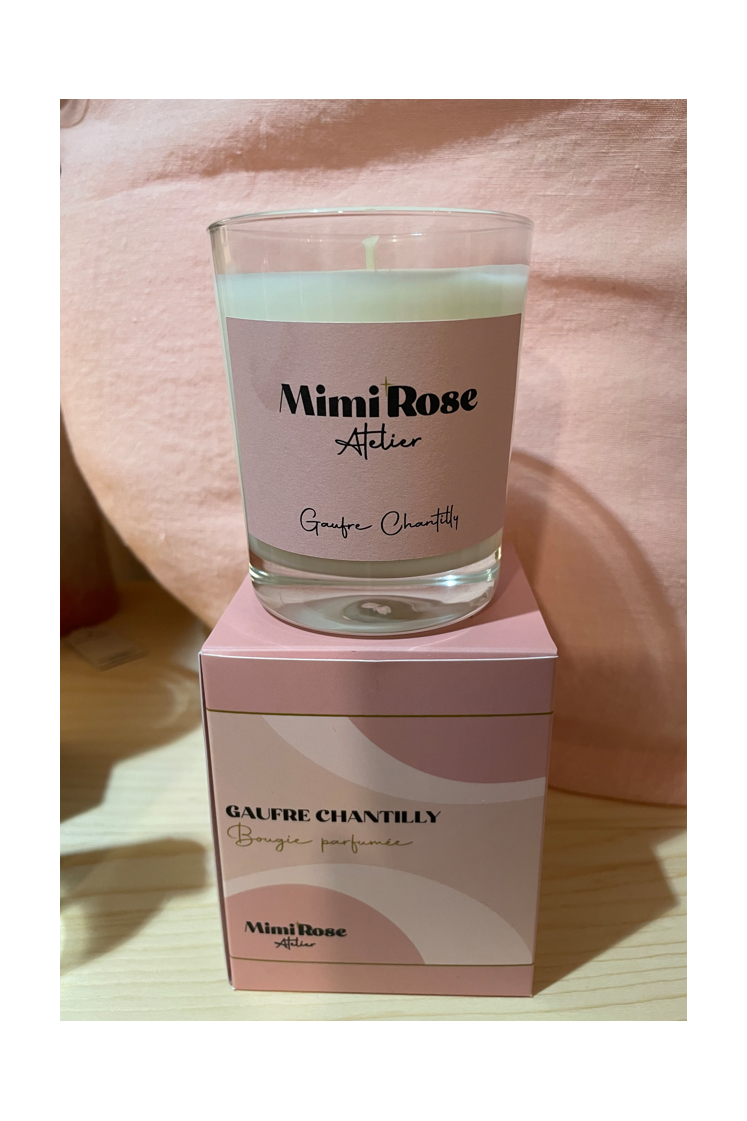 Mimi Rose
Atelier
Gaufre Chantilly
GAUFRE CHANTILLY
Bougie parfumée
Mimi Rose
Atelier